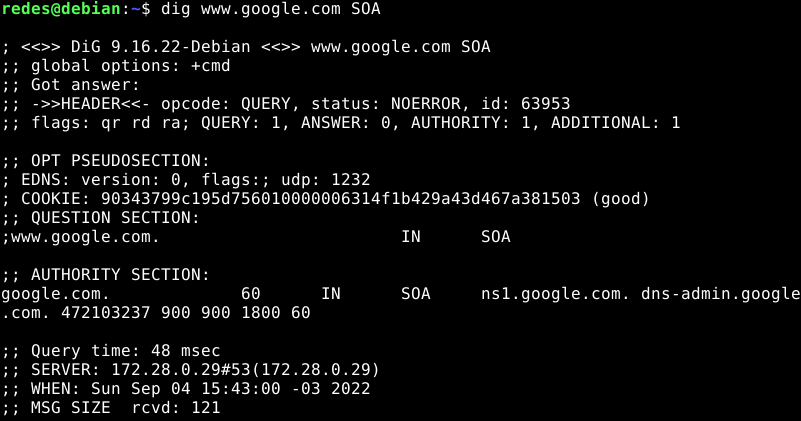 redes@debian:~$ dig www.google.com SOA

; <<>> DiG 9.16.22-Debian <<>> www.google.com SOA
;; global options: +cmd
;; Got answer:
;; ->>HEADER<<- opcode: QUERY, status: NOERROR, id: 63953
;; flags: qr rd ra; QUERY: 1, ANSWER: 0, AUTHORITY: 1, ADDITIONAL: 1

;; OPT PSEUDOSECTION:
; EDNS: version: 0, flags:; udp: 1232
; COOKIE: 90343799c195d756010000006314f1b429a43d467a381503 (good)
;; QUESTION SECTION:
;www.google.com.                        IN      SOA

;; AUTHORITY SECTION:
google.com.             60      IN      SOA     ns1.google.com. dns-admin.google
.com. 472103237 900 900 1800 60

;; Query time: 48 msec
;; SERVER: 172.28.0.29#53(172.28.0.29)
;; WHEN: Sun Sep 04 15:43:00 -03 2022
;; MSG SIZE  rcvd: 121